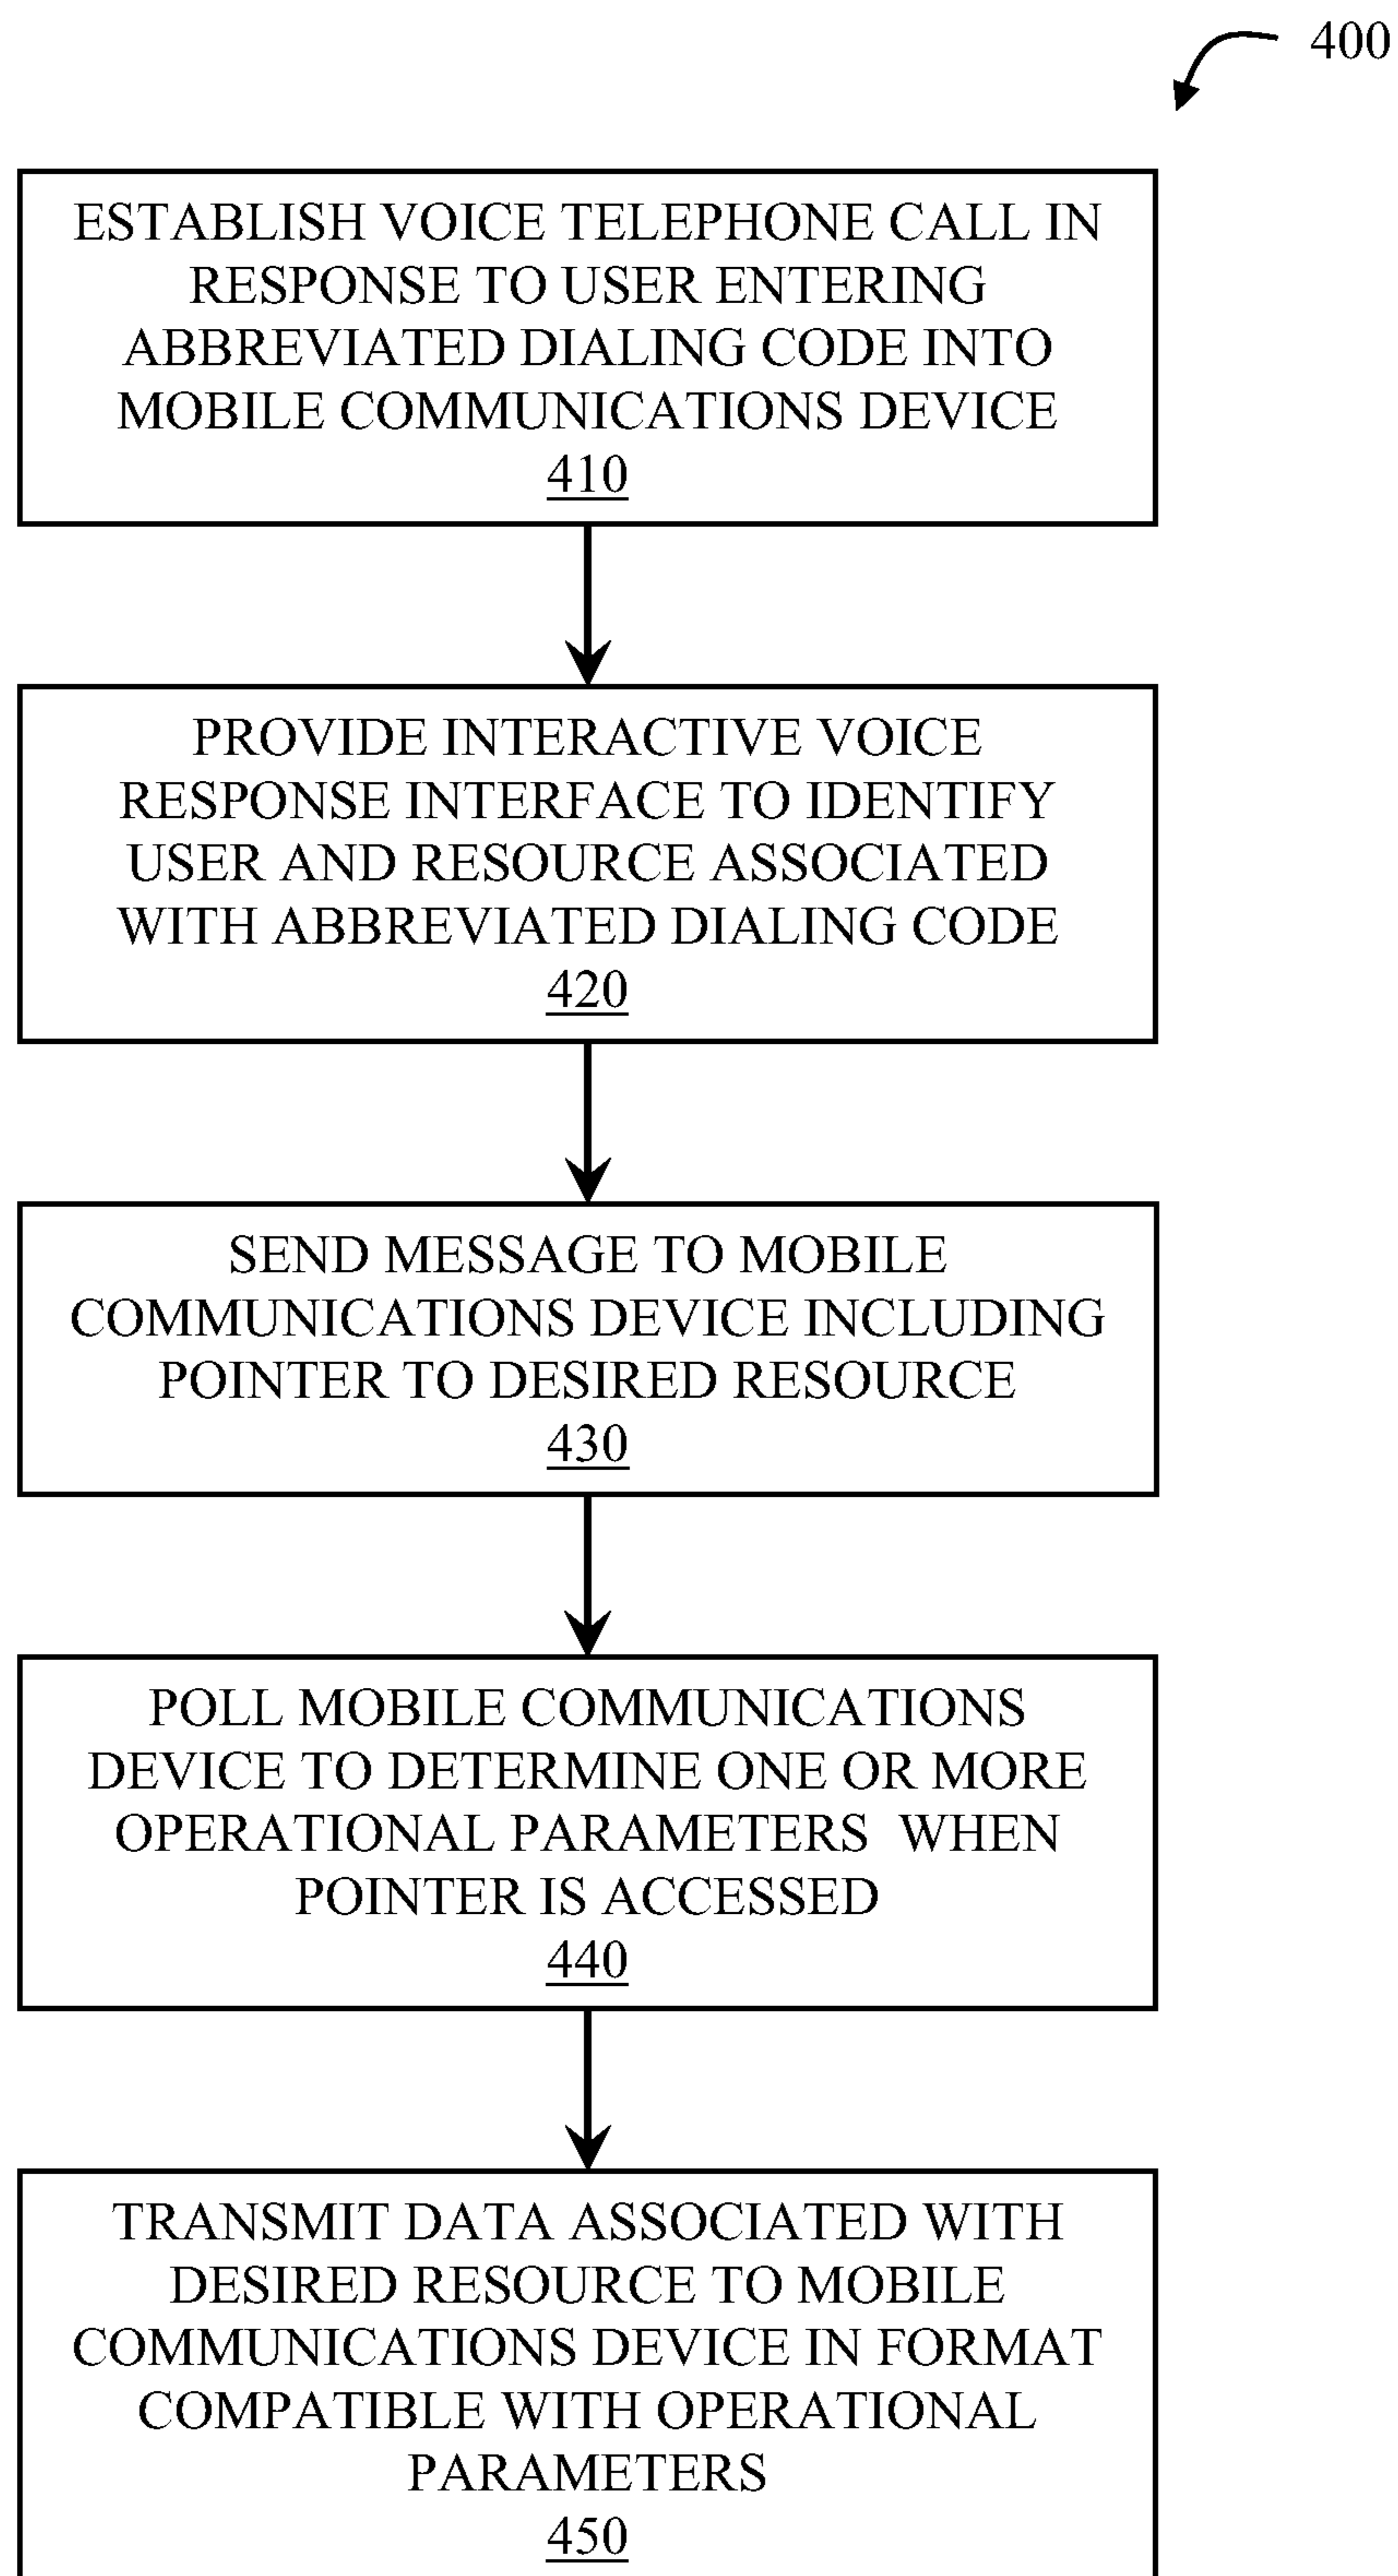 400
ESTABLISH VOICE TELEPHONE CALL IN
RESPONSE TO USER ENTERING
ABBREVIATED DIALING CODE INTO
MOBILE COMMUNICATIONS DEVICE
410
PROVIDE INTERACTIVE VOICE
RESPONSE INTERFACE TO IDENTIFY
USER AND RESOURCE ASSOCIATED
WITH ABBREVIATED DIALING CODE
420
SEND MESSAGE TO MOBILE
COMMUNICATIONS DEVICE INCLUDING
POINTER TO DESIRED RESOURCE
430
POLL MOBILE COMMUNICATIONS
DEVICE TO DETERMINE ONE OR MORE
OPERATIONAL PARAMETERS WHEN
POINTER IS ACCESSED
440
TRANSMIT DATA ASSOCIATED WITH
DESIRED RESOURCE TO MOBILE
COMMUNICATIONS DEVICE IN FORMAT
COMPATIBLE WITH OPERATIONAL
PARAMETERS
450